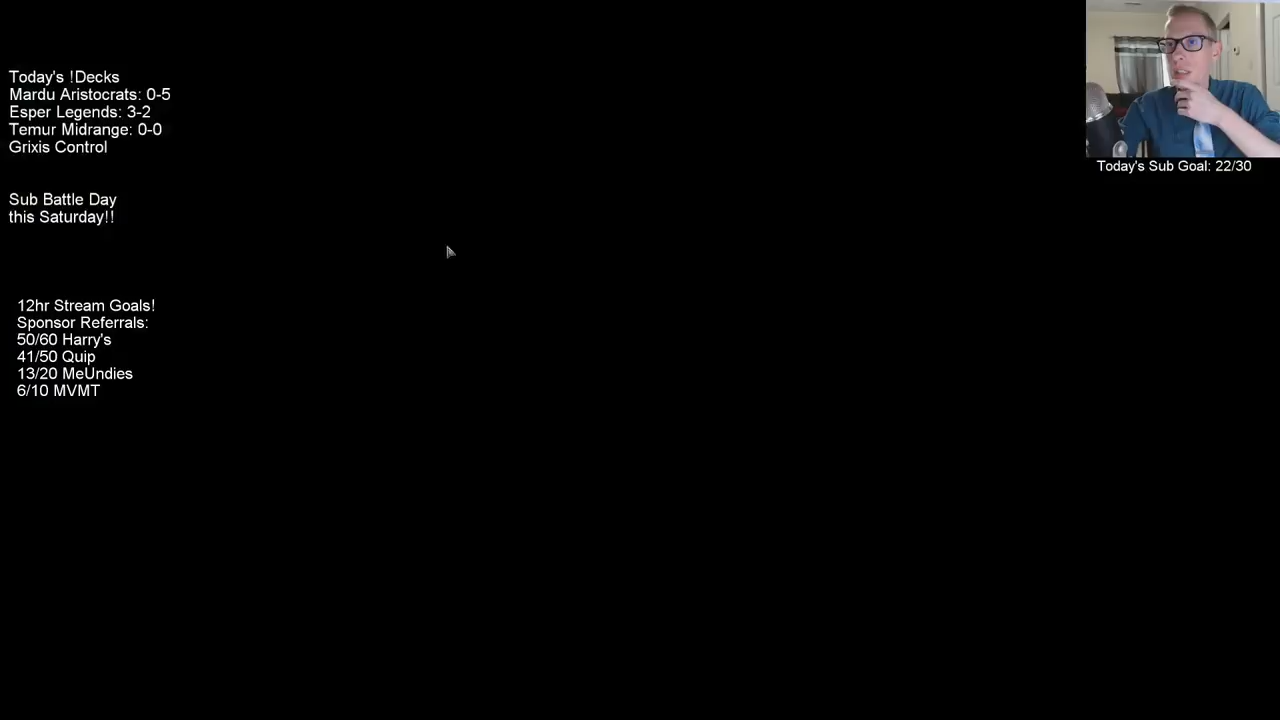 Today's !Decks
Mardu Aristocrats: 0-5
Esper Legends: 3-2
Temur Midrange: 0-0
Grixis Control
Sub Battle Day
this Saturday!!
12hr Stream Goals!
Sponsor Referrals:
50/60 Harry's
41/50 Quip
13/20 MeUndies
6/10 MVMT
Today's Sub Goal: 22/30